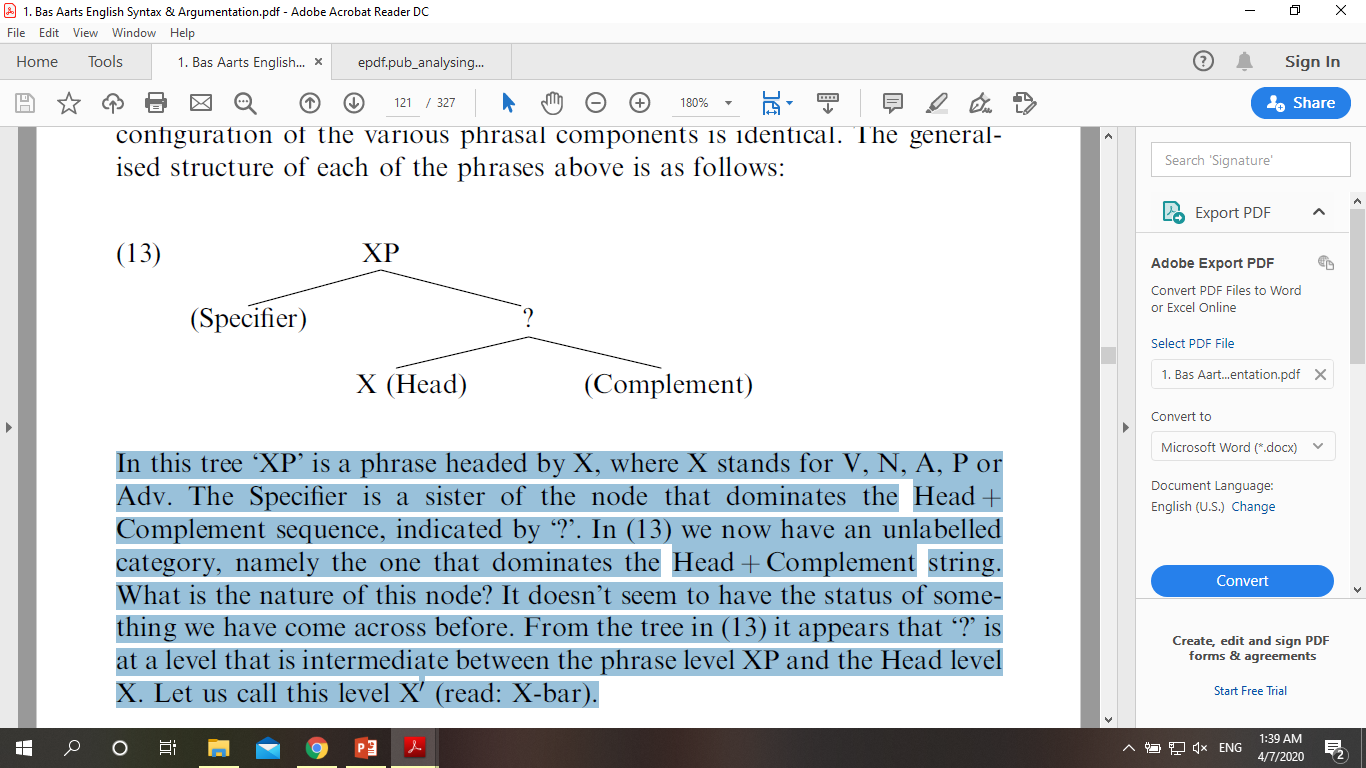 1. Bas Aarts English Syntax & Argumentation.pdf - Adobe Acrobat Reader DC
File Edit View Window Help
Home Tools 1. Bas Aarts English... × epdf.pub_analysing... Sign In
121 / 327 180% Share
configuration of the various phrasal components is identical. The general-
ised structure of each of the phrases above is as follows:
(13) XP
(Specifier) ?
X (Head) (Complement)
In this tree ‘XP’ is a phrase headed by X, where X stands for V, N, A, P or
Adv. The Specifier is a sister of the node that dominates the Head +
Complement sequence, indicated by ‘?’. In (13) we now have an unlabelled
category, namely the one that dominates the Head + Complement string.
What is the nature of this node? It doesn’t seem to have the status of some-
thing we have come across before. From the tree in (13) it appears that ‘?’ is
at a level that is intermediate between the phrase level XP and the Head level
X. Let us call this level X′ (read: X-bar).
Search 'Signature'
Export PDF
Adobe Export PDF
Convert PDF Files to Word
or Excel Online
Select PDF File
1. Bas Aart...entation.pdf
Convert to
Microsoft Word (*.docx)
Document Language:
English (U.S.) Change
Convert
Create, edit and sign PDF
forms & agreements
Start Free Trial
ENG
1:39 AM
4/7/2020
2